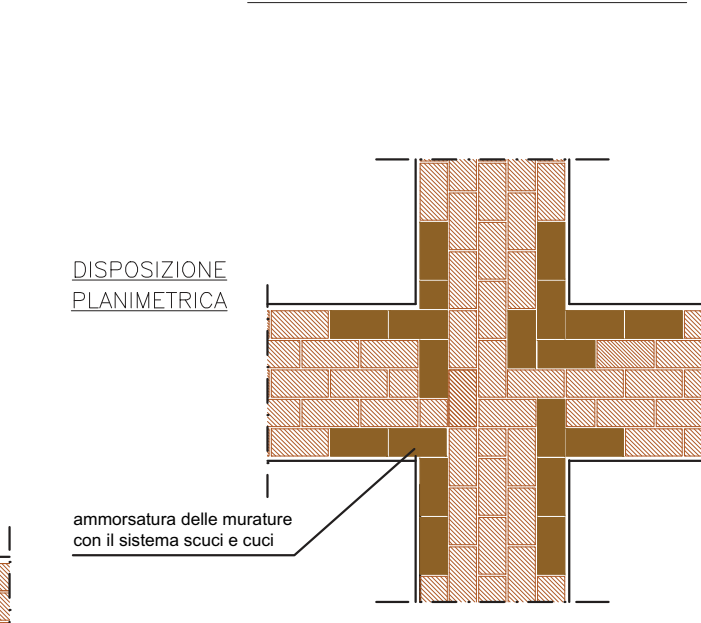 DISPOSIZIONE
PLANIMETRICA
ammorsatura delle murature
con il sistema scuci e cuci